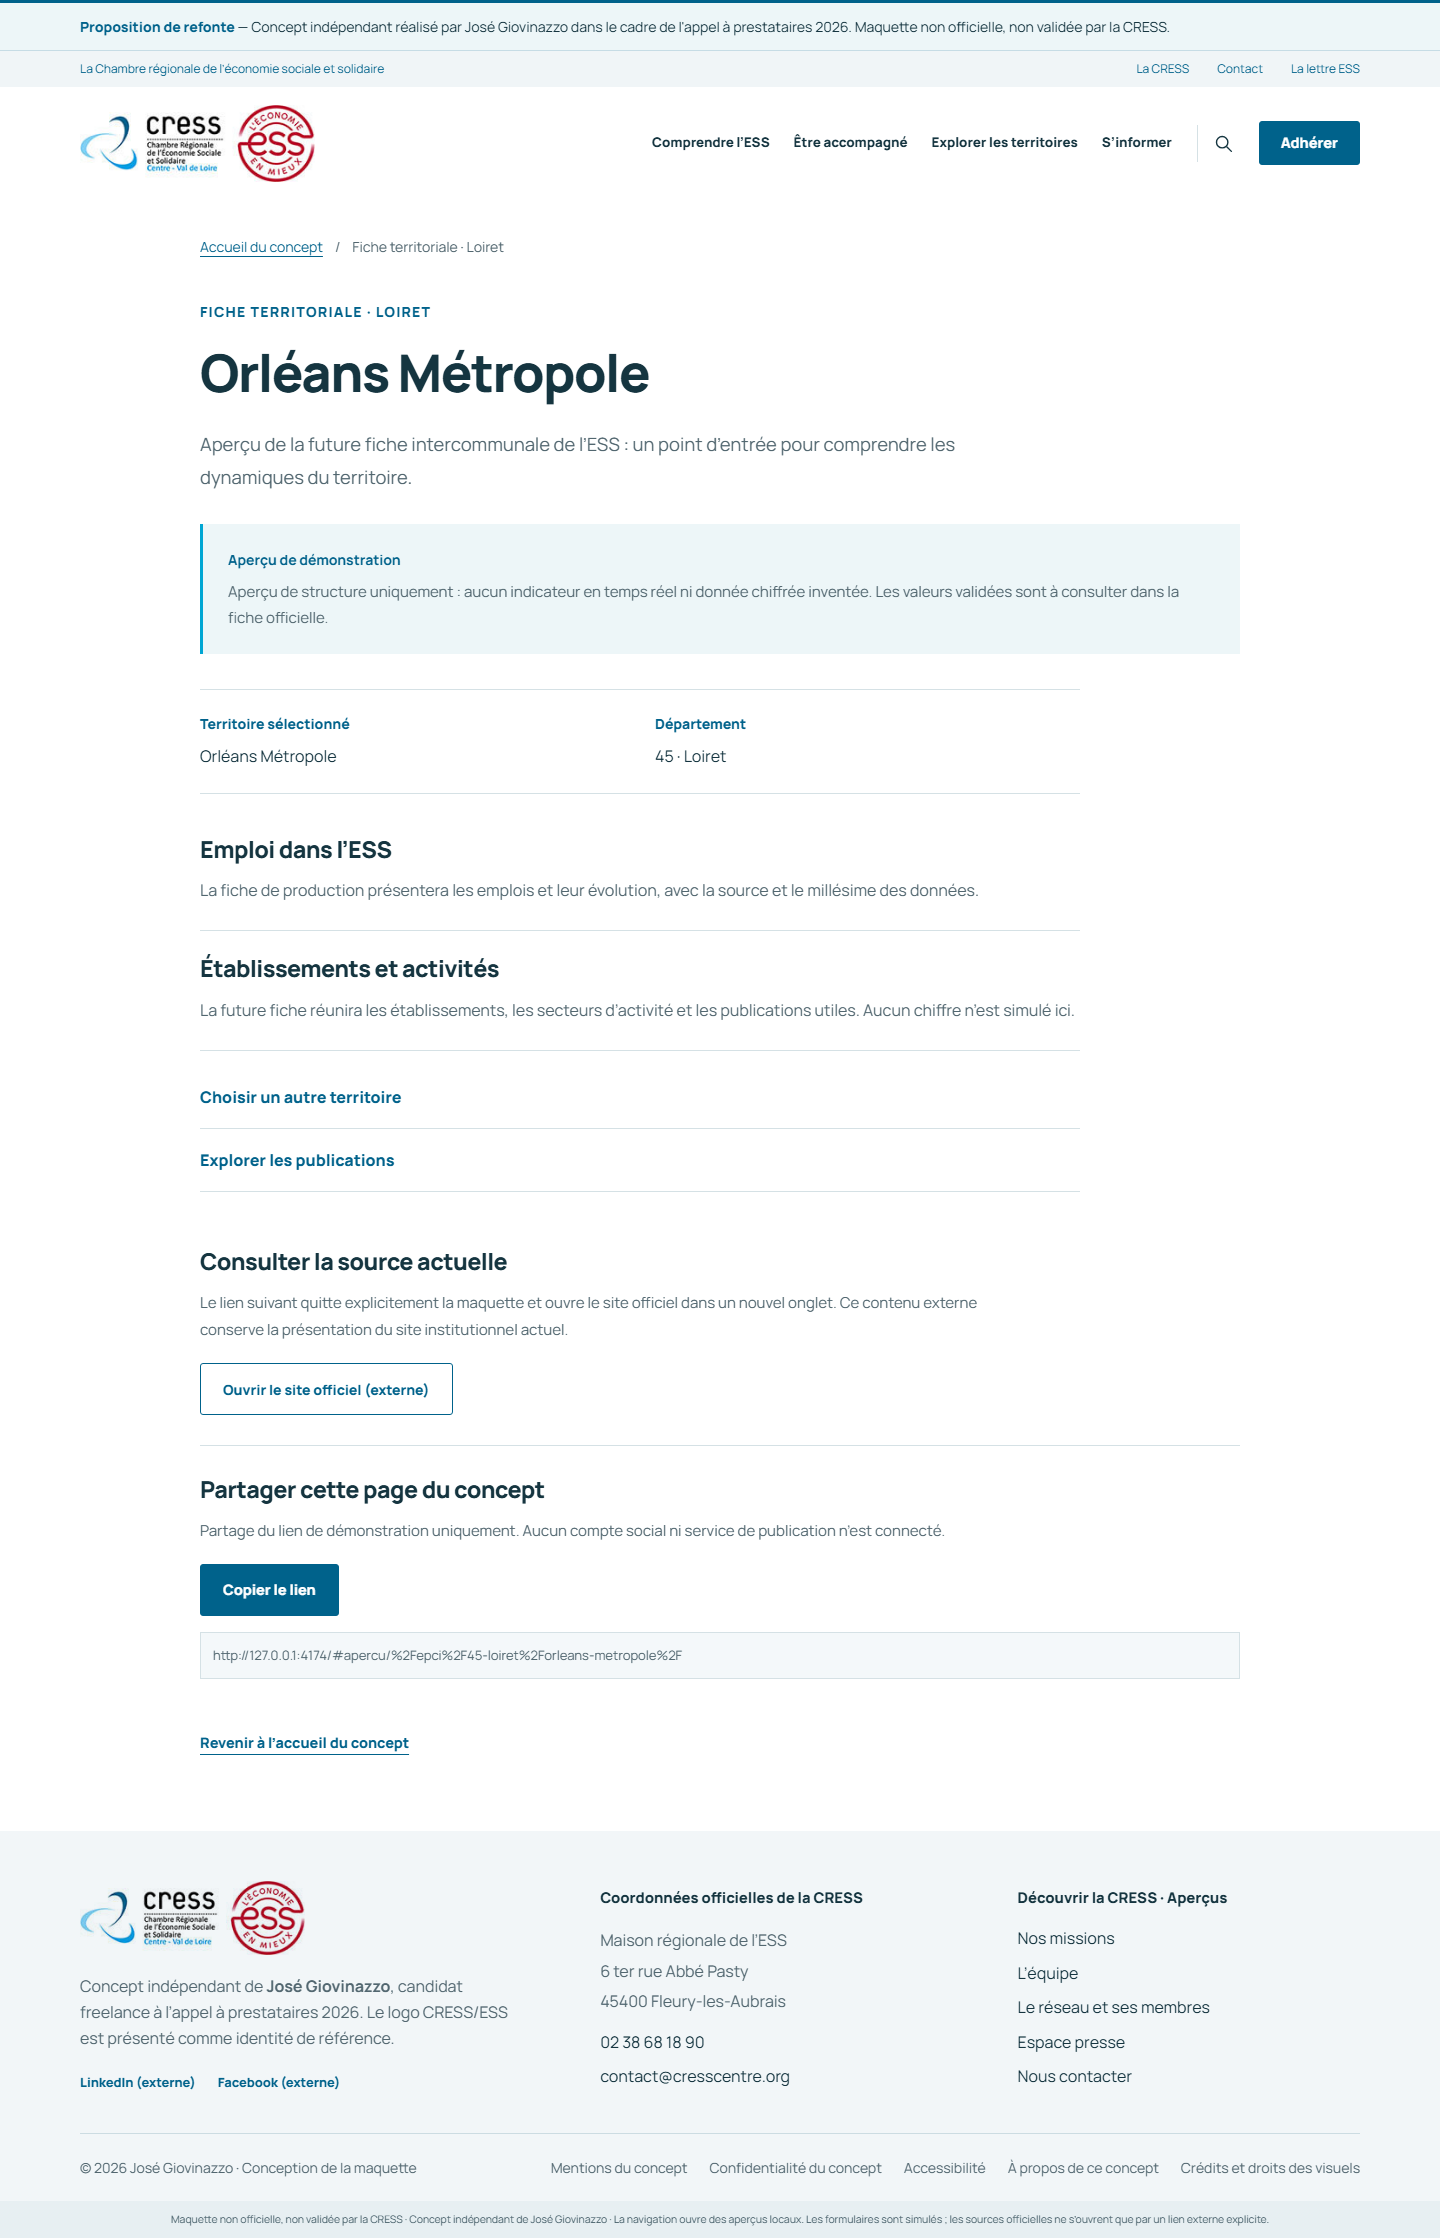 Proposition de refonte — Concept indépendant réalisé par José Giovinazzo dans le cadre de l'appel à prestataires 2026. Maquette non officielle, non validée par la CRESS.
La Chambre régionale de l'économie sociale et solidaire
La CRESS
Contact
La lettre ESS
cress
Chambre Régionale
de l'Économie Sociale
et Solidaire
Centre - Val de Loire
L'ÉCONOMIE
ess
EN MIEUX
Comprendre l'ESS
Être accompagné
Explorer les territoires
S'informer
Adhérer
Accueil du concept / Fiche territoriale · Loiret
FICHE TERRITORIALE · LOIRET
Orléans Métropole
Aperçu de la future fiche intercommunale de l'ESS : un point d'entrée pour comprendre les
dynamiques du territoire.
Aperçu de démonstration
Aperçu de structure uniquement : aucun indicateur en temps réel ni donnée chiffrée inventée. Les valeurs validées sont à consulter dans la
fiche officielle.
Territoire sélectionné
Orléans Métropole
Département
45 · Loiret
Emploi dans l'ESS
La fiche de production présentera les emplois et leur évolution, avec la source et le millésime des données.
Établissements et activités
La future fiche réunira les établissements, les secteurs d'activité et les publications utiles. Aucun chiffre n'est simulé ici.
Choisir un autre territoire
Explorer les publications
Consulter la source actuelle
Le lien suivant quitte explicitement la maquette et ouvre le site officiel dans un nouvel onglet. Ce contenu externe
conserve la présentation du site institutionnel actuel.
Ouvrir le site officiel (externe)
Partager cette page du concept
Partage du lien de démonstration uniquement. Aucun compte social ni service de publication n'est connecté.
Copier le lien
http://127.0.0.1:4174/#apercu/%2Fepci%2F45-loiret%2Forleans-metropole%2F
Revenir à l'accueil du concept
cress
Chambre Régionale
de l'Économie Sociale
et Solidaire
Centre - Val de Loire
L'ÉCONOMIE
ess
EN MIEUX
Concept indépendant de José Giovinazzo, candidat
freelance à l'appel à prestataires 2026. Le logo CRESS/ESS
est présenté comme identité de référence.
LinkedIn (externe)
Facebook (externe)
Coordonnées officielles de la CRESS
Maison régionale de l'ESS
6 ter rue Abbé Pasty
45400 Fleury-les-Aubrais
02 38 68 18 90
contact@cresscentre.org
Découvrir la CRESS · Aperçus
Nos missions
L'équipe
Le réseau et ses membres
Espace presse
Nous contacter
© 2026 José Giovinazzo · Conception de la maquette
Mentions du concept
Confidentialité du concept
Accessibilité
À propos de ce concept
Crédits et droits des visuels
Maquette non officielle, non validée par la CRESS · Concept indépendant de José Giovinazzo · La navigation ouvre des aperçus locaux. Les formulaires sont simulés ; les sources officielles ne s'ouvrent que par un lien externe explicite.